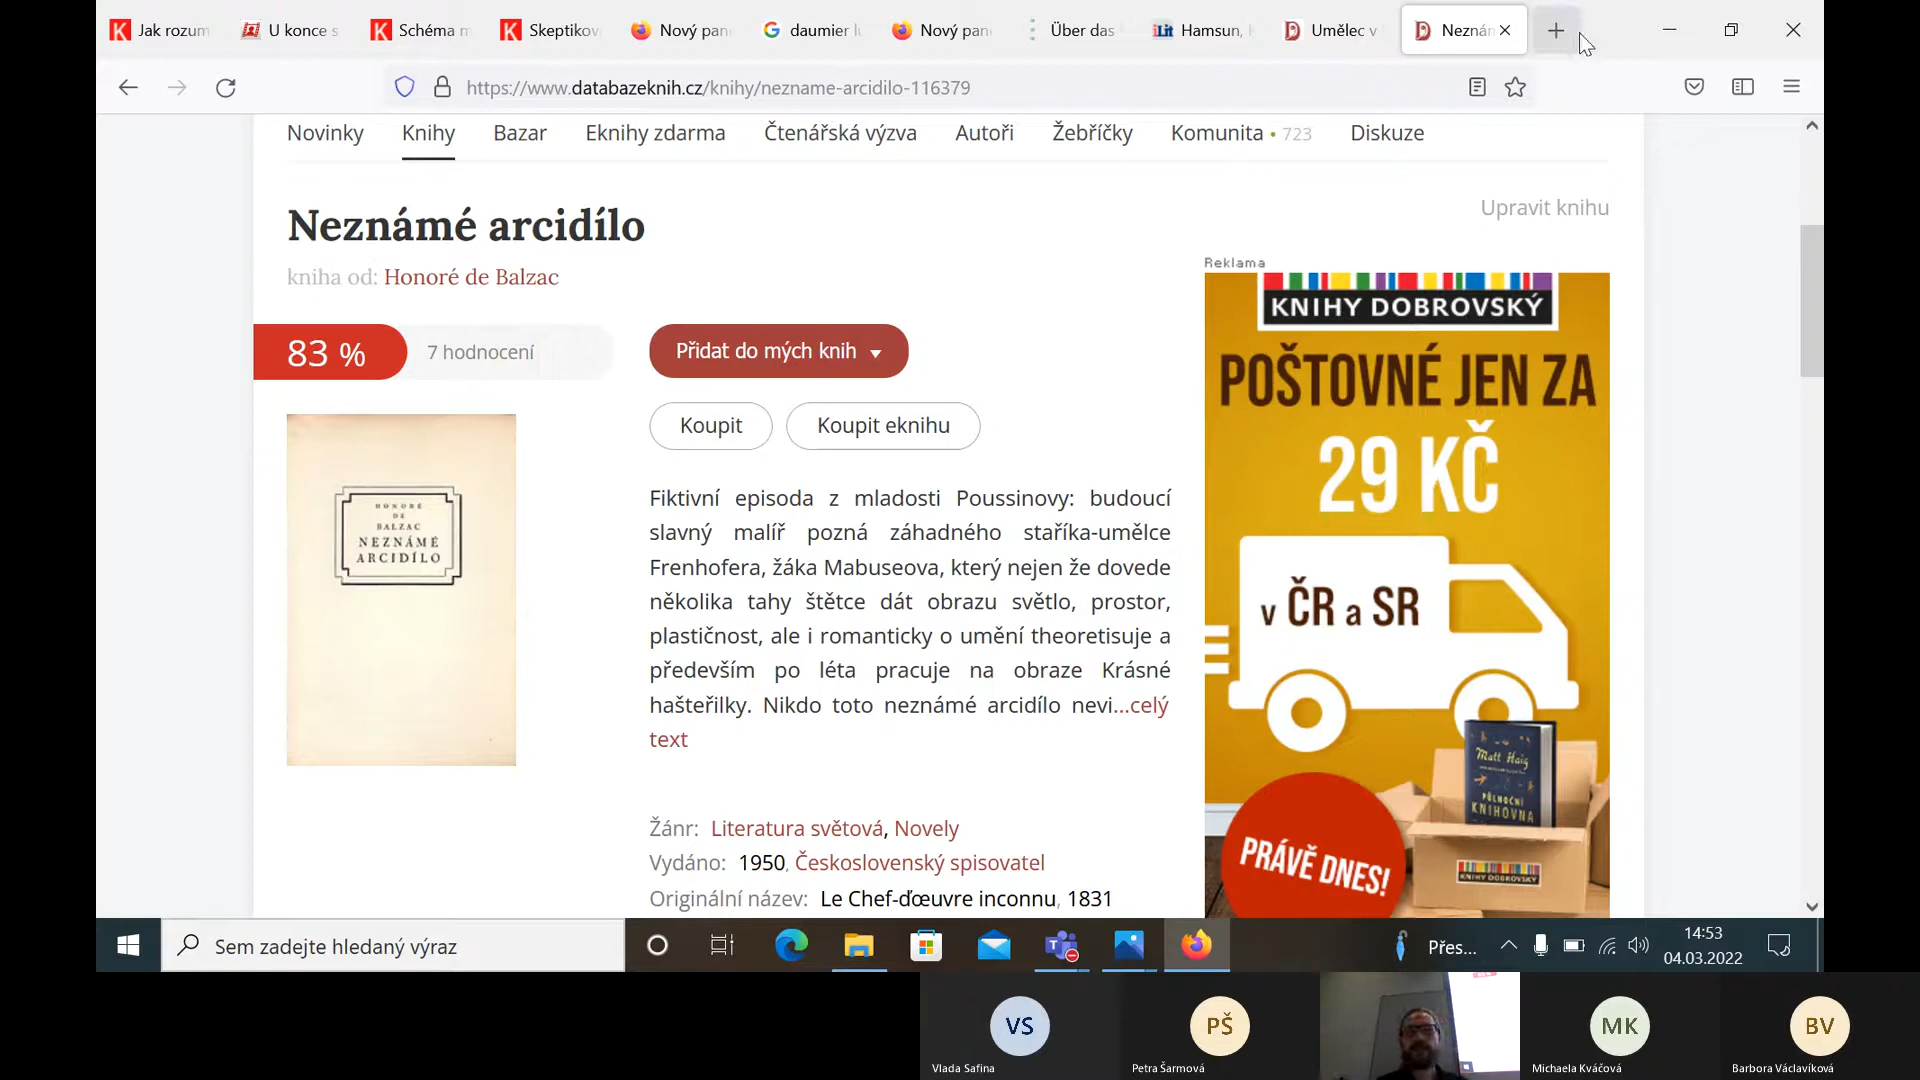 Jak rozum
U konce s
Schéma m
Skeptikov
Nový pan
daumier lu
Nový pan
Über das
Hamsun, K
Umělec v
Neznám
https://www.databazeknih.cz/knihy/nezname-arcidilo-116379
Novinky Knihy Bazar Eknihy zdarma Čtenářská výzva Autoři Žebříčky Komunita • 723 Diskuze
Neznámé arcidílo
Upravit knihu
kniha od: Honoré de Balzac
83 %
7 hodnocení
Přidat do mých knih
Koupit
Koupit eknihu
HONORÉ
DE
BALZAC
NEZNÁMÉ
ARCIDÍLO
Fiktivní episoda z mladosti Poussinovy: budoucí
slavný malíř pozná záhadného staříka-umělce
Frenhofera, žáka Mabuseova, který nejen že dovede
několika tahy štětce dát obrazu světlo, prostor,
plastičnost, ale i romanticky o umění theoretisuje a
především po léta pracuje na obraze Krásné
hašteřilky. Nikdo toto neznámé arcidílo nevi...celý
text
Žánr: Literatura světová, Novely
Vydáno: 1950, Československý spisovatel
Originální název: Le Chef-d'œuvre inconnu, 1831
Reklama
KNIHY DOBROVSKÝ
POŠTOVNÉ JEN ZA
29 KČ
v ČR a SR
Matt Haig
PŮLNOČNÍ
KNIHOVNA
KNIHY DOBROVSKÝ
PRÁVĚ DNES!
Sem zadejte hledaný výraz
Přes...
14:53
04.03.2022
VS
Vlada Safina
PŠ
Petra Šarmová
MK
Michaela Kváčová
BV
Barbora Václavíková